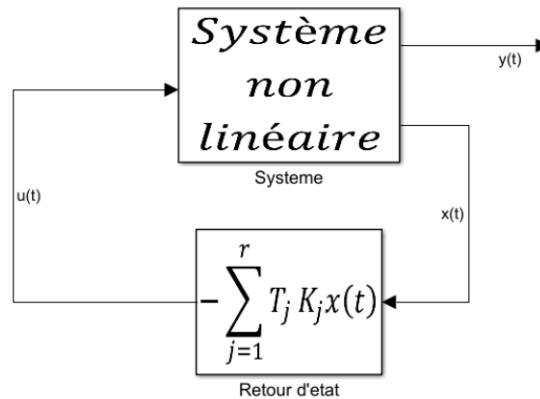 Système
non
linéaire
y(t)
Systeme
u(t)
x(t)
r
− ∑ T_j K_j x(t)
j=1
Retour d'etat